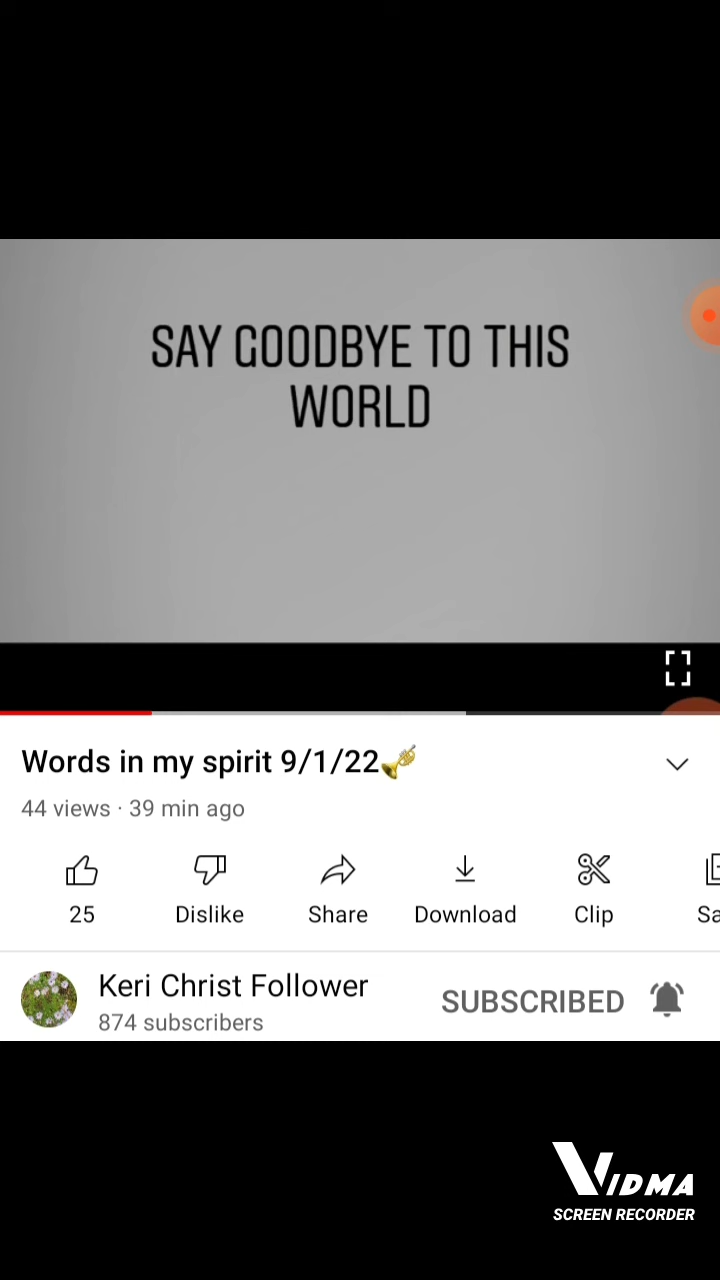 SAY GOODBYE TO THIS
WORLD
Words in my spirit 9/1/22🎺
44 views · 39 min ago
25 Dislike Share Download Clip
Keri Christ Follower
SUBSCRIBED
874 subscribers
VIDMA
SCREEN RECORDER